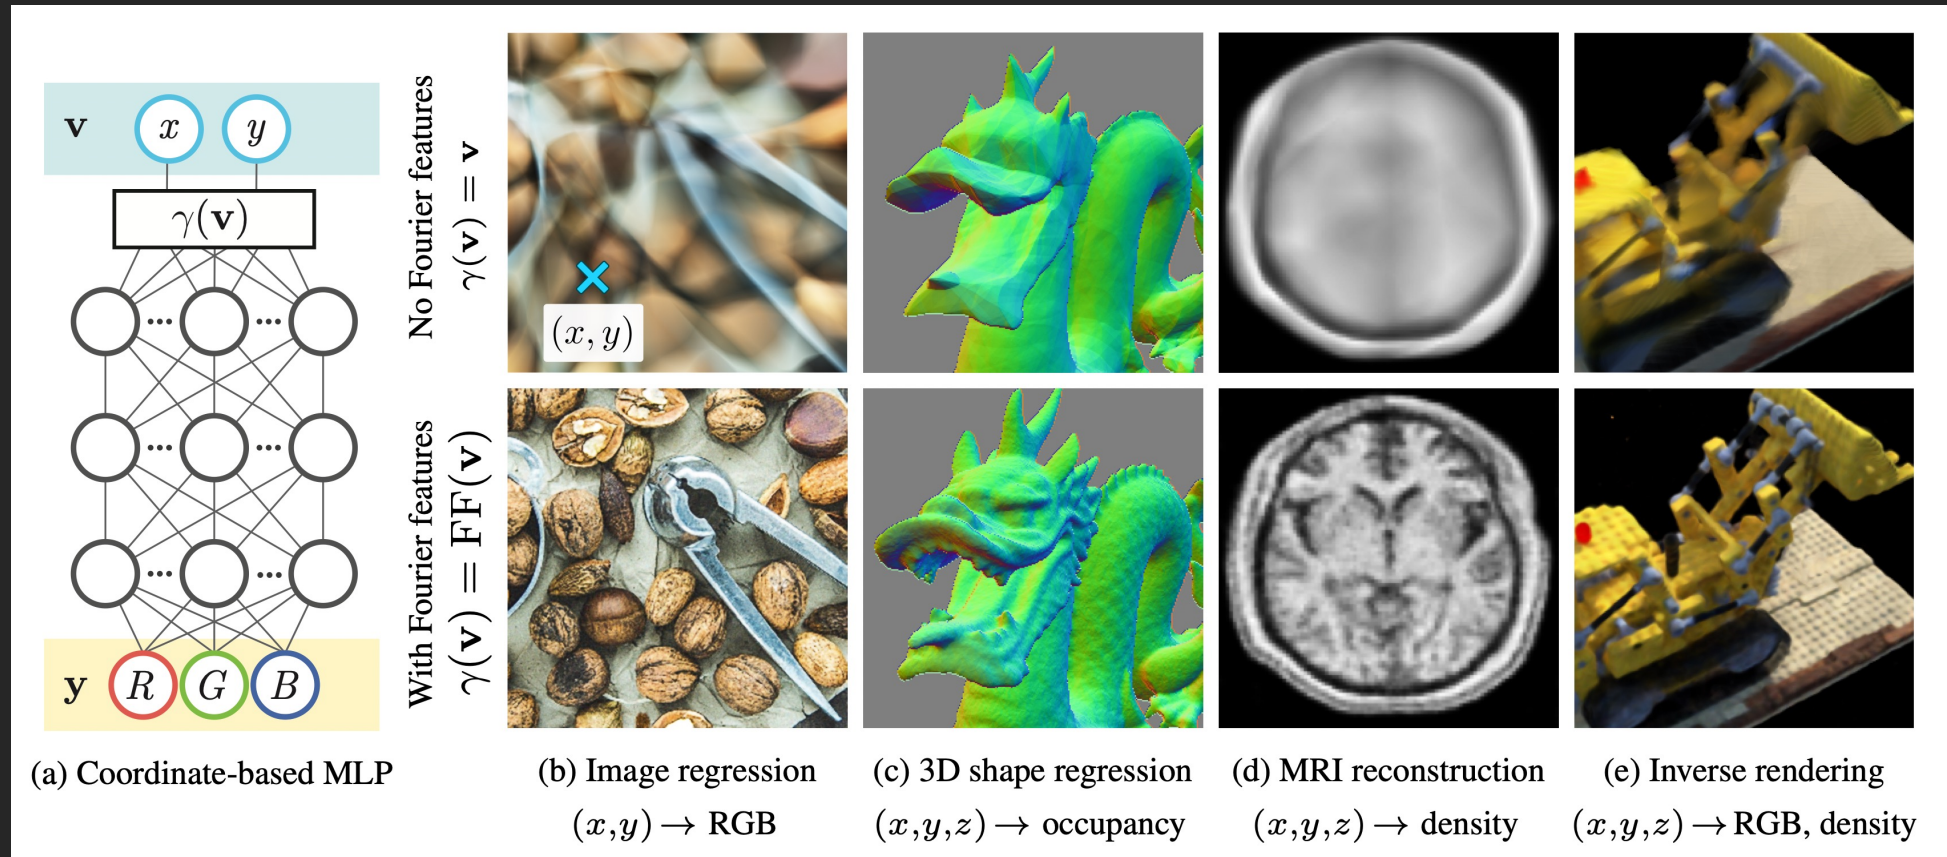 v
x
y
γ(v)
...
...
...
...
...
...
y
R
G
B
(a) Coordinate-based MLP
No Fourier features
γ(v) = v
With Fourier features
γ(v) = FF(v)
(x, y)
(b) Image regression
(x,y) → RGB
(c) 3D shape regression
(x,y,z) → occupancy
(d) MRI reconstruction
(x,y,z) → density
(e) Inverse rendering
(x,y,z) → RGB, density